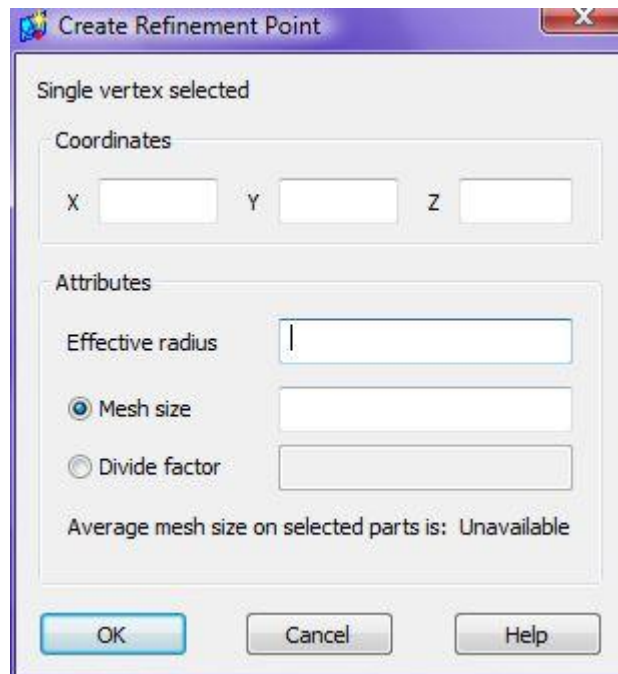 Create Refinement Point
Single vertex selected
Coordinates
X Y Z
Attributes
Effective radius
Mesh size
Divide factor
Average mesh size on selected parts is: Unavailable
OK Cancel Help